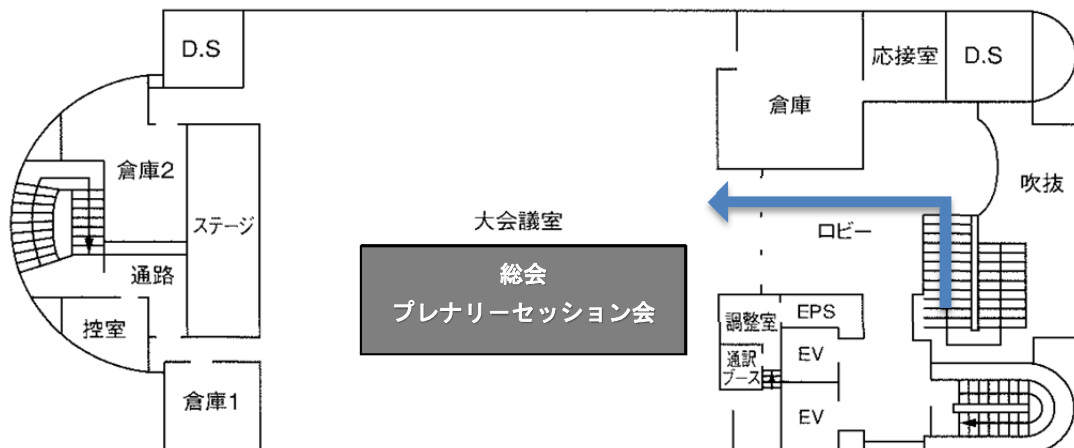 D.S
応接室
D.S
倉庫
倉庫2
吹抜
ステージ
大会議室
ロビー
総会
プレナリーセッション会
通路
控室
調整室
EPS
通訳
ブース
EV
倉庫1
EV